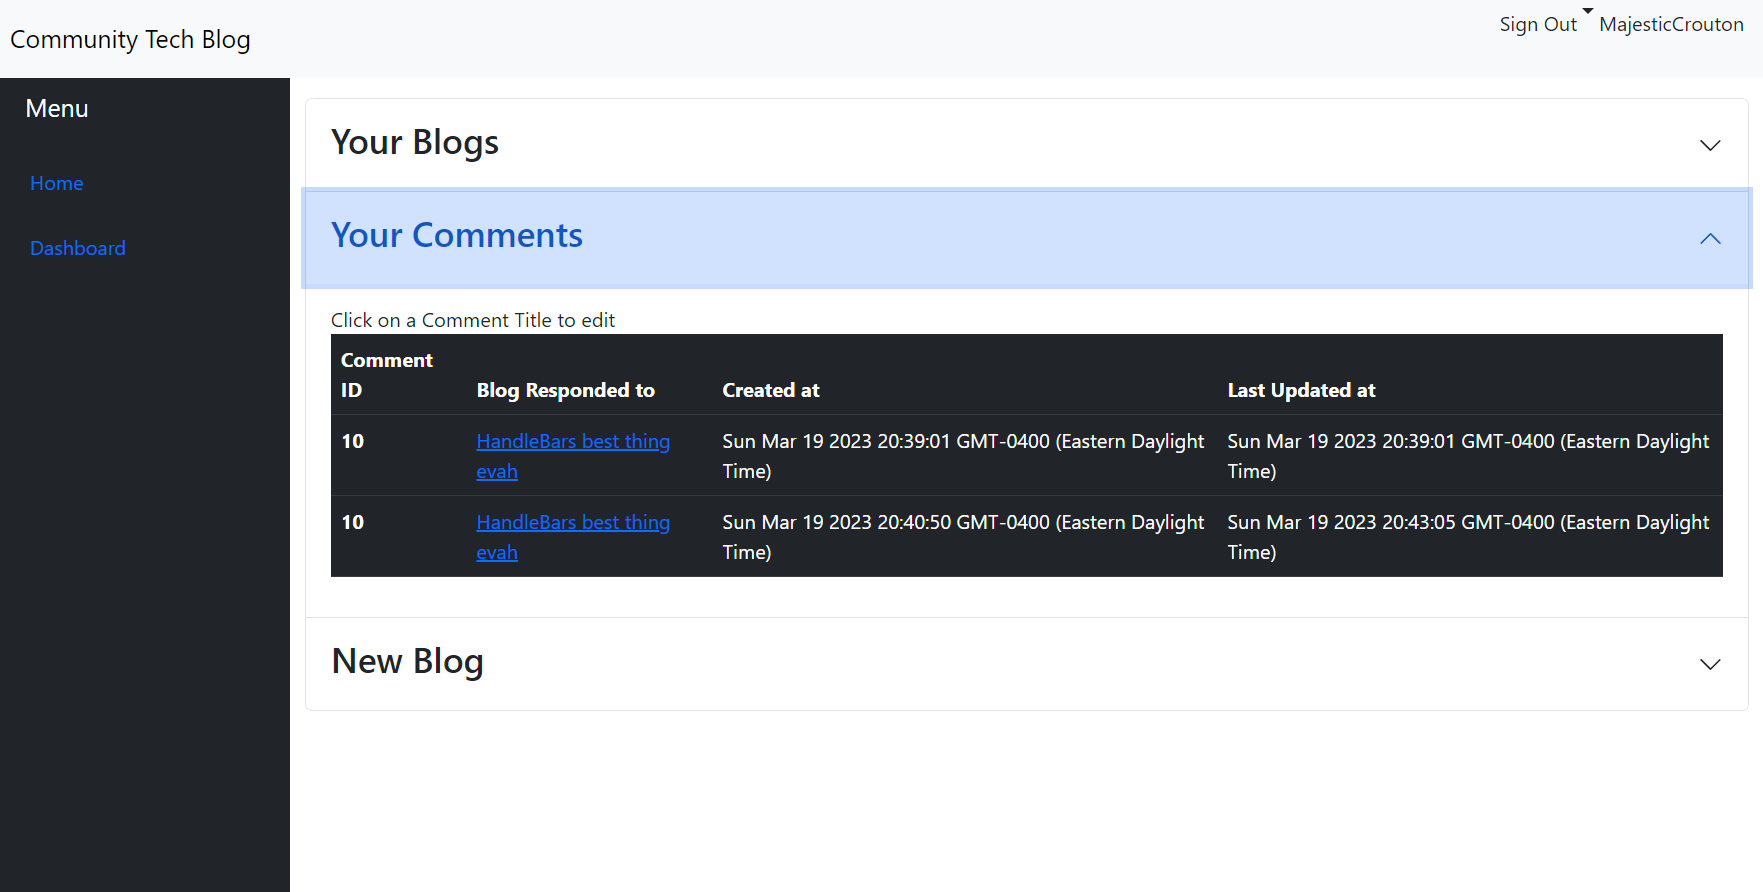 Community Tech Blog
Sign Out MajesticCrouton
Menu
Home
Dashboard
Your Blogs
Your Comments
Click on a Comment Title to edit
Comment
ID Blog Responded to Created at Last Updated at
10 HandleBars best thing Sun Mar 19 2023 20:39:01 GMT-0400 (Eastern Daylight Sun Mar 19 2023 20:39:01 GMT-0400 (Eastern Daylight
evah Time) Time)
10 HandleBars best thing Sun Mar 19 2023 20:40:50 GMT-0400 (Eastern Daylight Sun Mar 19 2023 20:43:05 GMT-0400 (Eastern Daylight
evah Time) Time)
New Blog